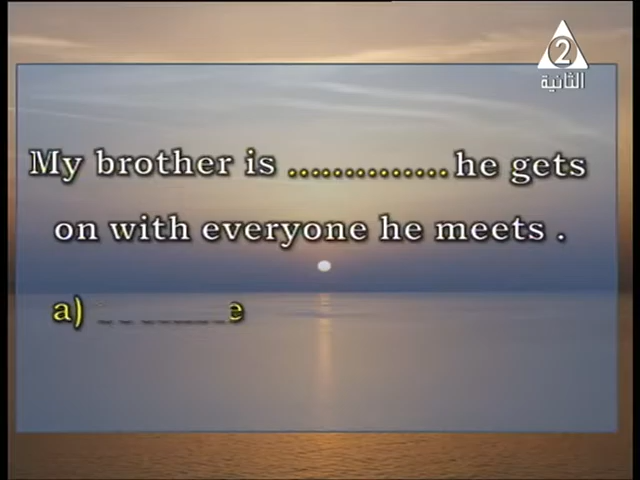 2
الثانية
My brother is .............. he gets
on with everyone he meets .
a)